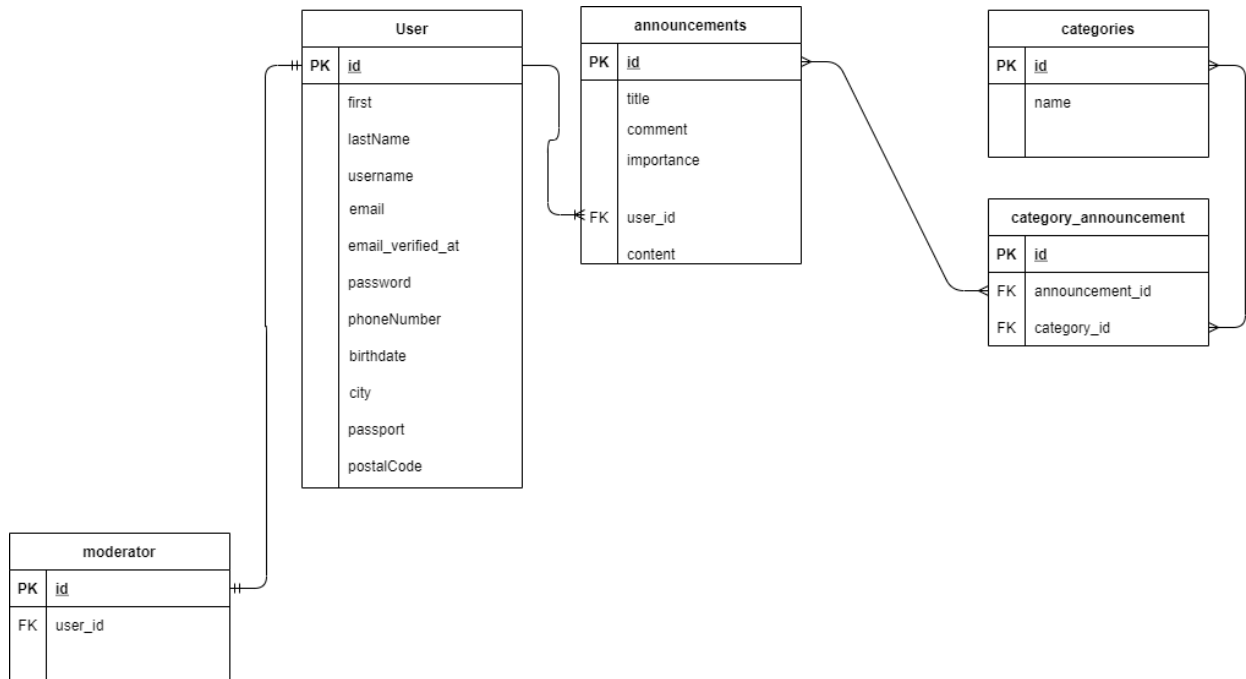 User
PK id
first
lastName
username
email
email_verified_at
password
phoneNumber
birthdate
city
passport
postalCode
announcements
PK id
title
comment
importance
FK user_id
content
categories
PK id
name
category_announcement
PK id
FK announcement_id
FK category_id
moderator
PK id
FK user_id